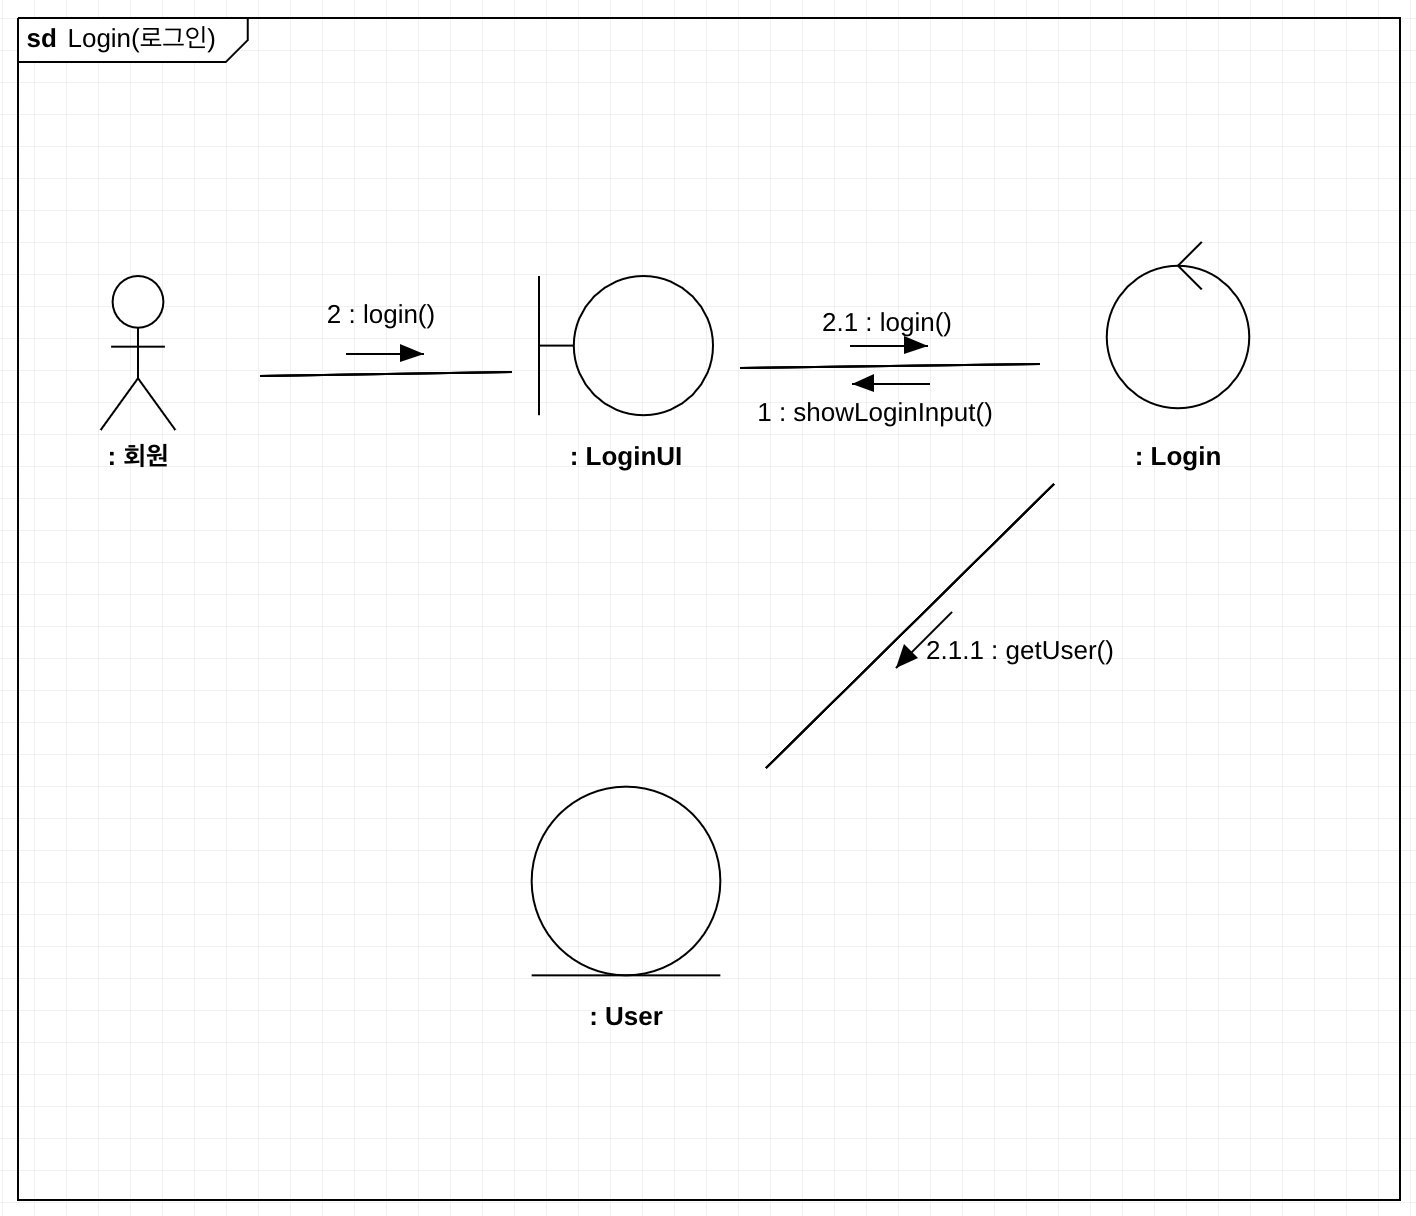 sd Login(로그인)
2 : login()
2.1 : login()
1 : showLoginInput()
: 회원
: LoginUI
: Login
2.1.1 : getUser()
: User